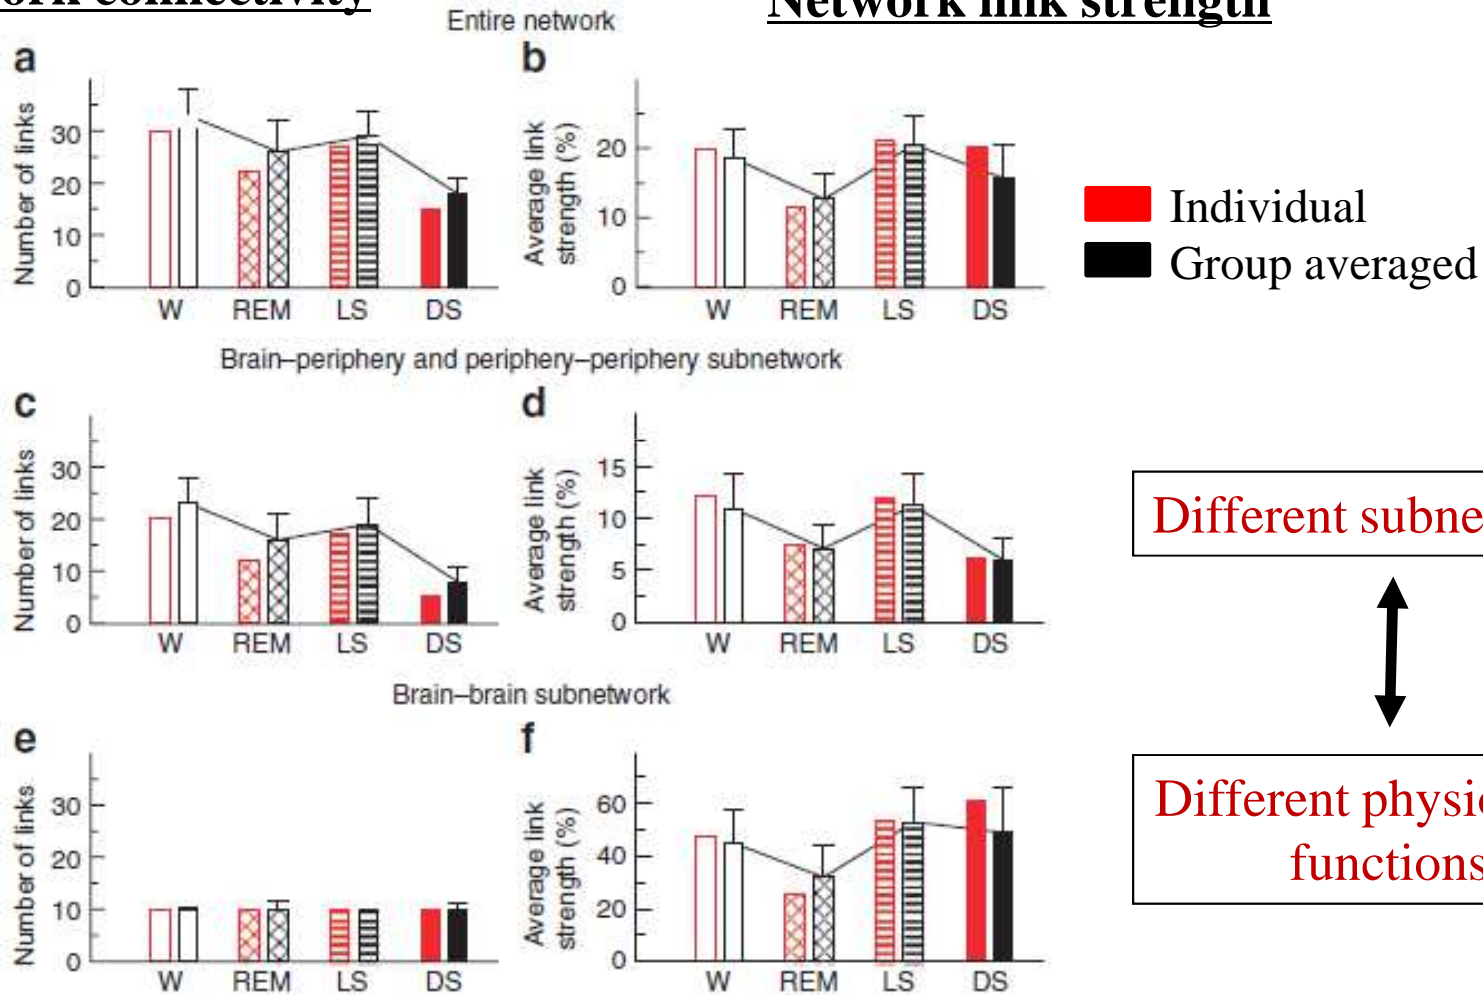 ork connectivity
Network link strength
Entire network
a
Number of links
30
20
10
0
W REM LS DS
b
Average link
strength (%)
20
10
0
W REM LS DS
Individual
Group averaged
Brain–periphery and periphery–periphery subnetwork
c
Number of links
30
20
10
0
W REM LS DS
d
Average link
strength (%)
15
10
5
0
W REM LS DS
Different subne
Brain–brain subnetwork
e
Number of links
30
20
10
0
W REM LS DS
f
Average link
strength (%)
60
40
20
0
W REM LS DS
Different physi
functions